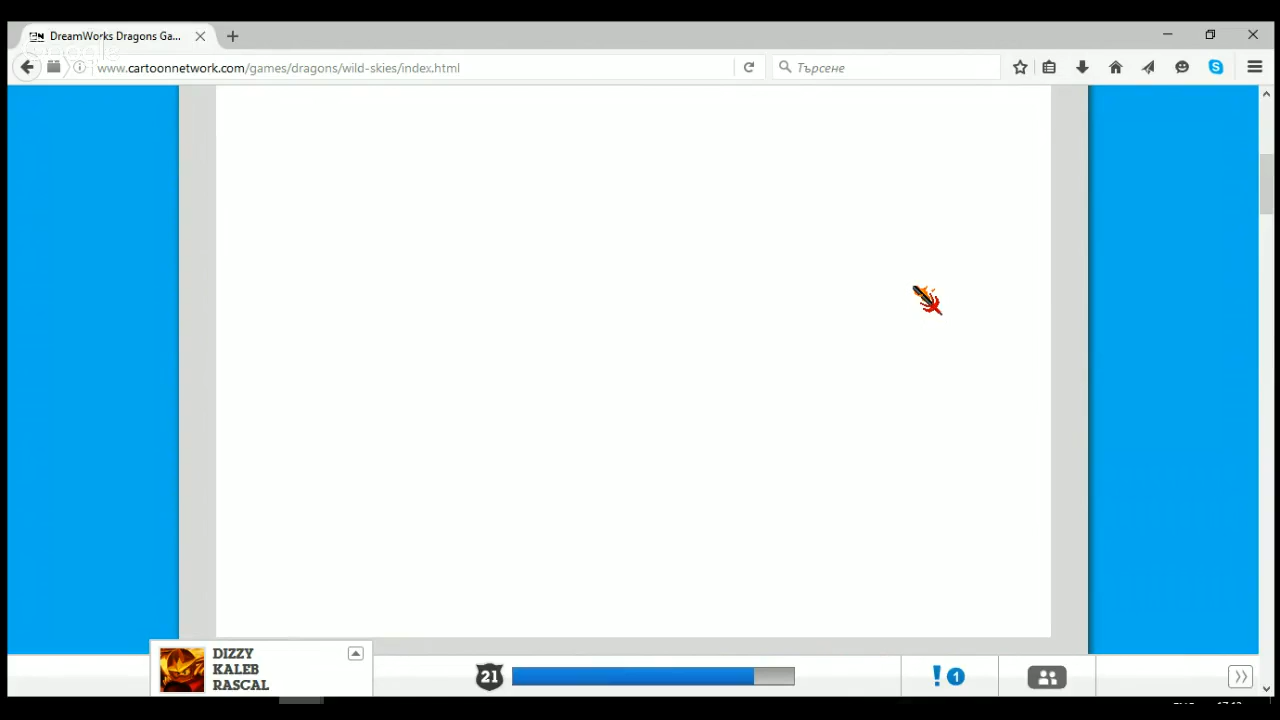 DreamWorks Dragons Ga...
www.cartoonnetwork.com/games/dragons/wild-skies/index.html
Търсене
DIZZY
KALEB
RASCAL
21
! 1